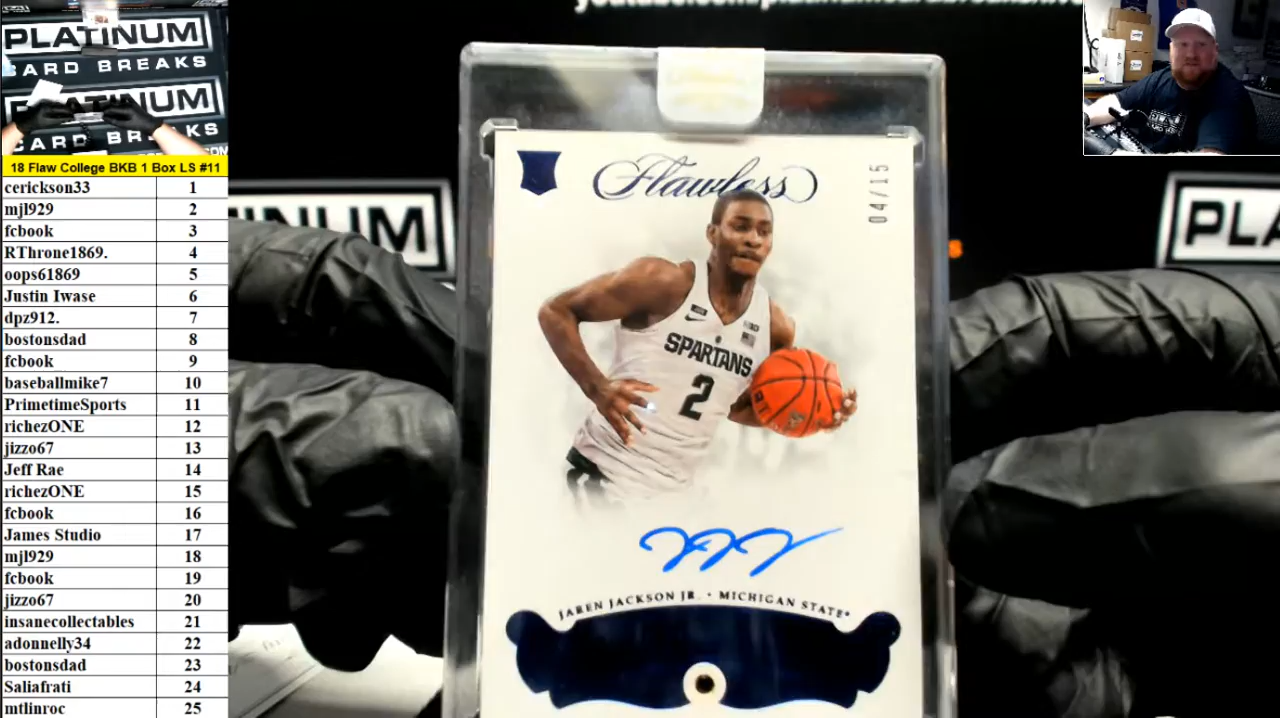 PLATINUM
CARD BREAKS
PLATINUM
CARD BREAKS
18 Flaw College BKB 1 Box LS #11
cerickson33 1
mjl929 2
fcbook 3
RThrone1869. 4
oops61869 5
Justin Iwase 6
dpz912. 7
bostonsdad 8
fcbook 9
baseballmike7 10
PrimetimeSports 11
richezONE 12
jizzo67 13
Jeff Rae 14
richezONE 15
fcbook 16
James Studio 17
mjl929 18
fcbook 19
jizzo67 20
insanecollectables 21
adonnelly34 22
bostonsdad 23
Saliafrati 24
mtlinroc 25
INUM
PLA
Flawless
04/15
SPARTANS
2
JJJ
JAREN JACKSON JR. • MICHIGAN STATE